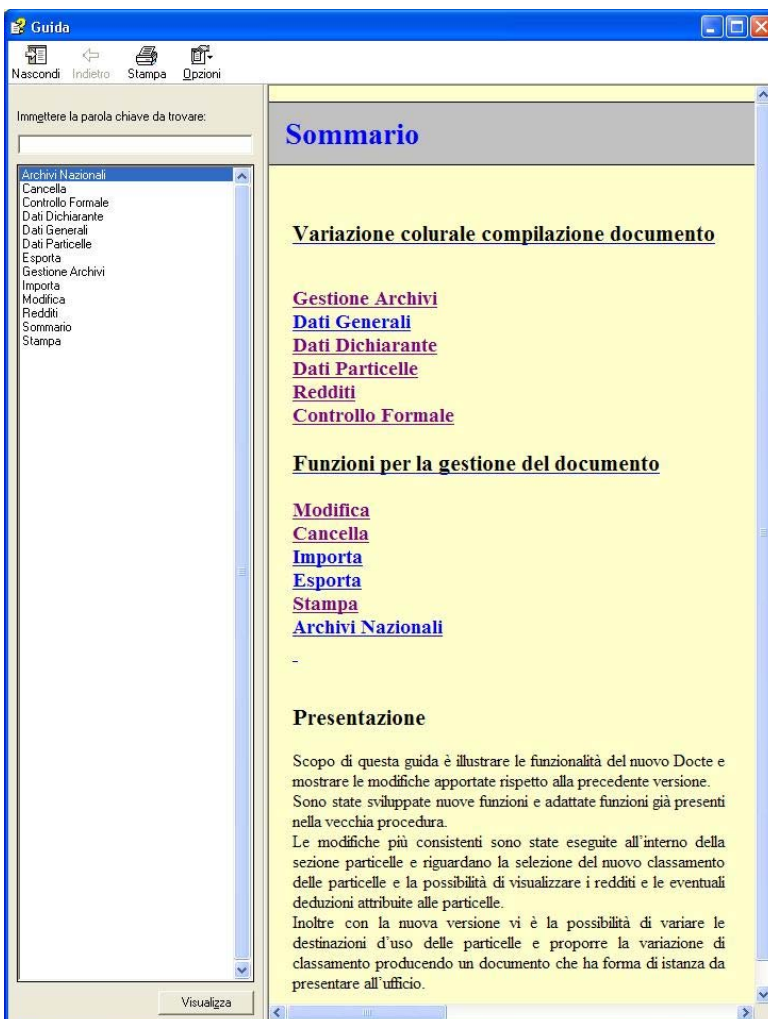 Guida
Nascondi Indietro Stampa Opzioni
Immettere la parola chiave da trovare:
Archivi Nazionali
Cancella
Controllo Formale
Dati Dichiarante
Dati Generali
Dati Particelle
Esporta
Gestione Archivi
Importa
Modifica
Redditi
Sommario
Stampa
Visualizza
Sommario
Variazione colurale compilazione documento
Gestione Archivi
Dati Generali
Dati Dichiarante
Dati Particelle
Redditi
Controllo Formale
Funzioni per la gestione del documento
Modifica
Cancella
Importa
Esporta
Stampa
Archivi Nazionali
Presentazione
Scopo di questa guida è illustrare le funzionalità del nuovo Docte e
mostrare le modifiche apportate rispetto alla precedente versione.
Sono state sviluppate nuove funzioni e adattate funzioni già presenti
nella vecchia procedura.
Le modifiche più consistenti sono state eseguite all'interno della
sezione particelle e riguardano la selezione del nuovo classamento
delle particelle e la possibilità di visualizzare i redditi e le eventuali
deduzioni attribuite alle particelle.
Inoltre con la nuova versione vi è la possibilità di variare le
destinazioni d'uso delle particelle e proporre la variazione di
classamento producendo un documento che ha forma di istanza da
presentare all'ufficio.